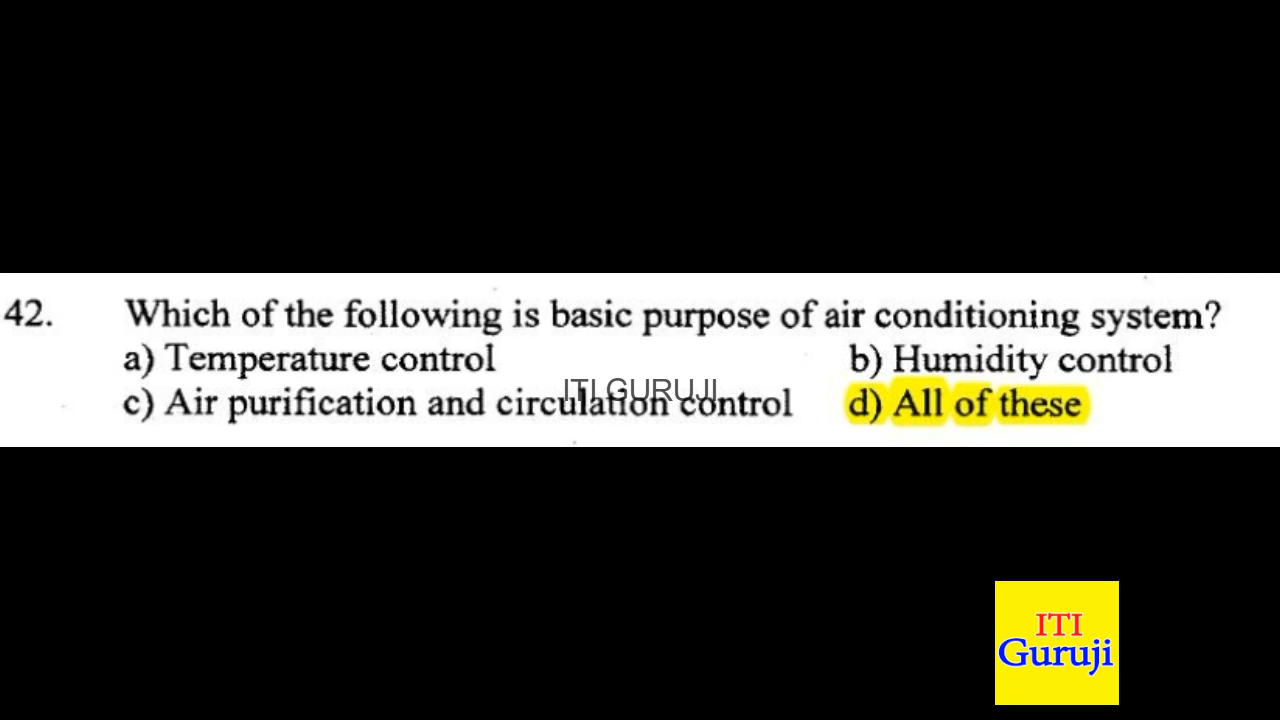 42. Which of the following is basic purpose of air conditioning system?
a) Temperature control b) Humidity control
ITI GURUJI
c) Air purification and circulation control d) All of these
ITI
Guruji